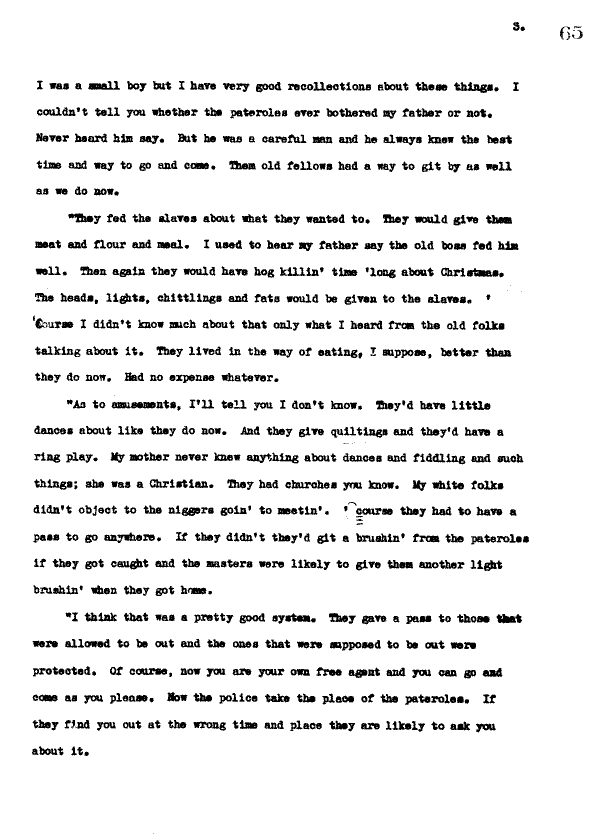 3. 65
I was a small boy but I have very good recollections about these things. I
couldn't tell you whether the pateroles ever bothered my father or not.
Never heard him say. But he was a careful man and he always knew the best
time and way to go and come. Them old fellows had a way to git by as well
as we do now.
"They fed the slaves about what they wanted to. They would give them
meat and flour and meal. I used to hear my father say the old boss fed him
well. Then again they would have hog killin' time 'long about Christmas.
The heads, lights, chittlings and fats would be given to the slaves. '
'Course I didn't know much about that only what I heard from the old folks
talking about it. They lived in the way of eating, I suppose, better than
they do now. Had no expense whatever.
"As to amusements, I'll tell you I don't know. They'd have little
dances about like they do now. And they give quiltings and they'd have a
ring play. My mother never knew anything about dances and fiddling and such
things; she was a Christian. They had churches you know. My white folks
didn't object to the niggers goin' to meetin'. 'course they had to have a
pass to go anywhere. If they didn't they'd git a brushin' from the pateroles
if they got caught and the masters were likely to give them another light
brushin' when they got home.
"I think that was a pretty good system. They gave a pass to those that
were allowed to be out and the ones that were supposed to be out were
protected. Of course, now you are your own free agent and you can go and
come as you please. Now the police take the place of the pateroles. If
they find you out at the wrong time and place they are likely to ask you
about it.